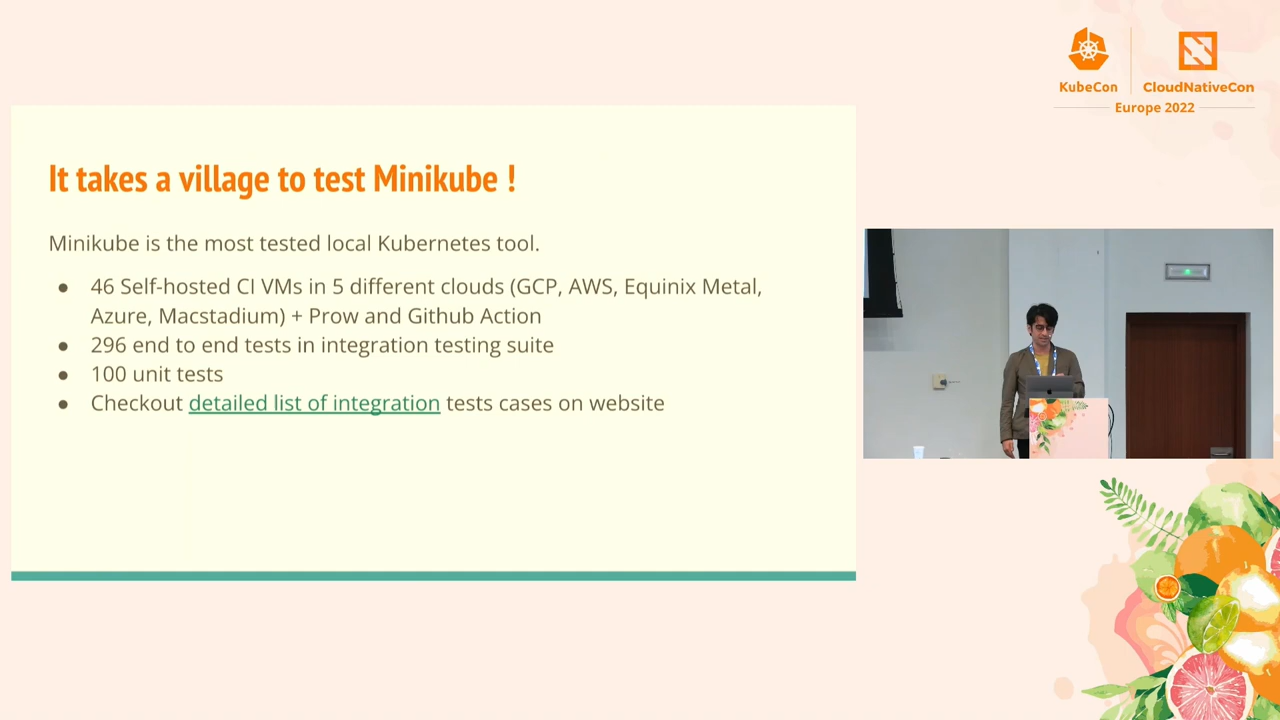 KubeCon
CloudNativeCon
Europe 2022
It takes a village to test Minikube !
Minikube is the most tested local Kubernetes tool.
● 46 Self-hosted CI VMs in 5 different clouds (GCP, AWS, Equinix Metal,
Azure, Macstadium) + Prow and Github Action
● 296 end to end tests in integration testing suite
● 100 unit tests
● Checkout detailed list of integration tests cases on website